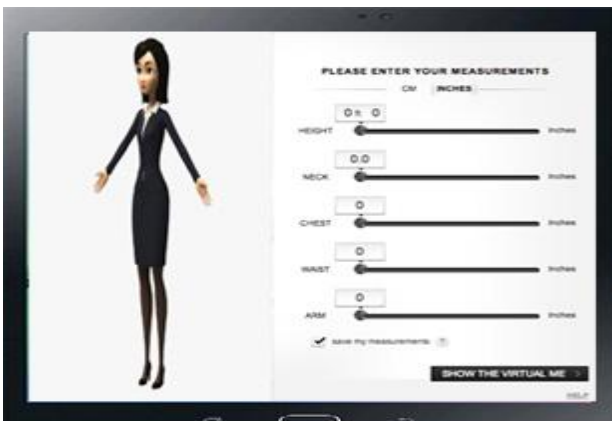 PLEASE ENTER YOUR MEASUREMENTS
CM INCHES
0 ft 0
HEIGHT inches
0.0
NECK inches
0
CHEST inches
0
WAIST inches
0
ARM inches
save my measurements ?
SHOW THE VIRTUAL ME >
HELP